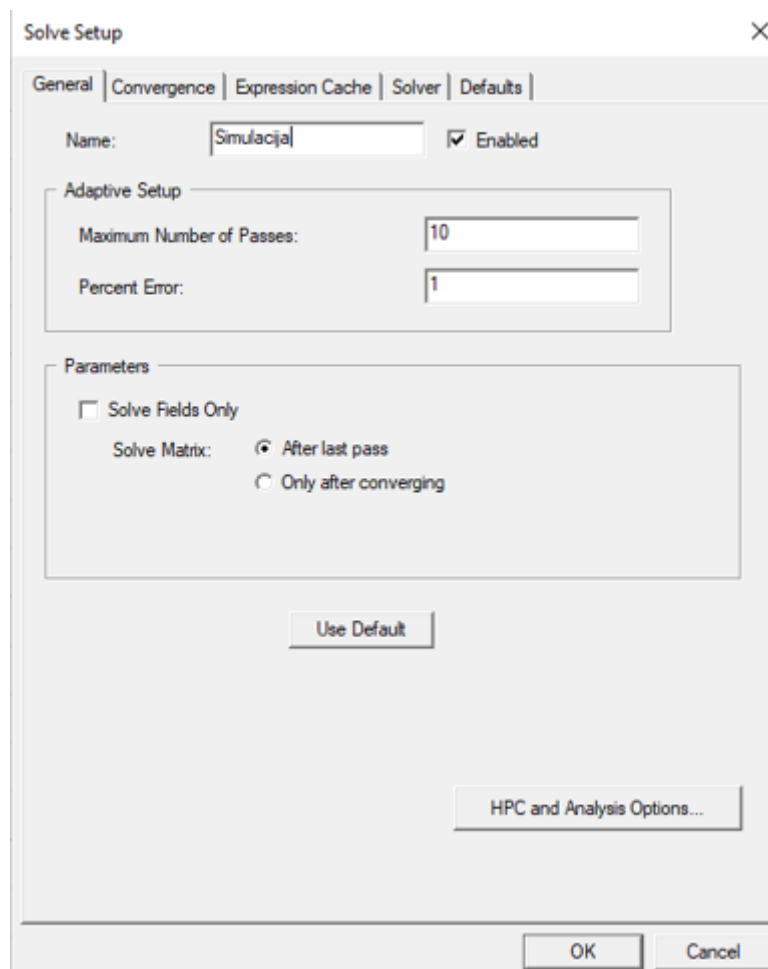 Solve Setup
General Convergence Expression Cache Solver Defaults
Name: Simulacija Enabled
Adaptive Setup
Maximum Number of Passes: 10
Percent Error: 1
Parameters
Solve Fields Only
Solve Matrix: After last pass
Only after converging
Use Default
HPC and Analysis Options...
OK Cancel